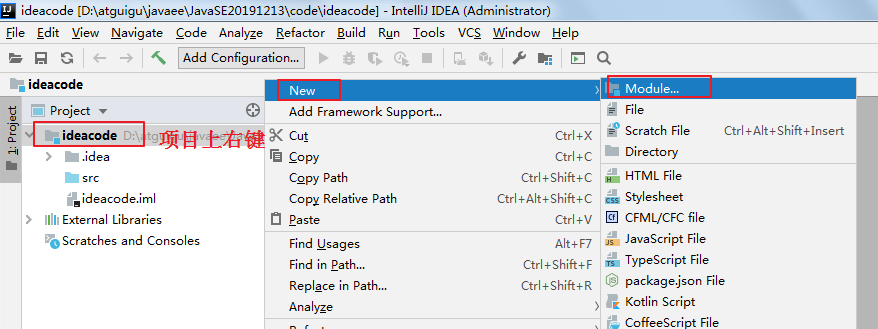 ideacode [D:\atguigu\javaee\JavaSE20191213\code\ideacode] - IntelliJ IDEA (Administrator)
File Edit View Navigate Code Analyze Refactor Build Run Tools VCS Window Help
Add Configuration...
ideacode
1: Project
Project
ideacode D:\atguigu\javaee
项目上右键
.idea
src
ideacode.iml
External Libraries
Scratches and Consoles
New
Add Framework Support...
Cut Ctrl+X
Copy Ctrl+C
Copy Path Ctrl+Shift+C
Copy Relative Path Ctrl+Alt+Shift+C
Paste Ctrl+V
Find Usages Alt+F7
Find in Path... Ctrl+Shift+F
Replace in Path... Ctrl+Shift+R
Analyze
Module...
File
Scratch File Ctrl+Alt+Shift+Insert
Directory
HTML File
Stylesheet
CFML/CFC file
JavaScript File
TypeScript File
package.json File
Kotlin Script
CoffeeScript File